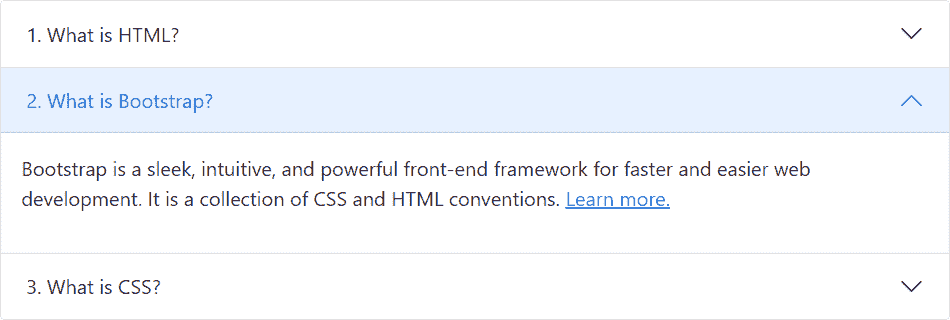 1. What is HTML?
2. What is Bootstrap?
Bootstrap is a sleek, intuitive, and powerful front-end framework for faster and easier web
development. It is a collection of CSS and HTML conventions. Learn more.
3. What is CSS?